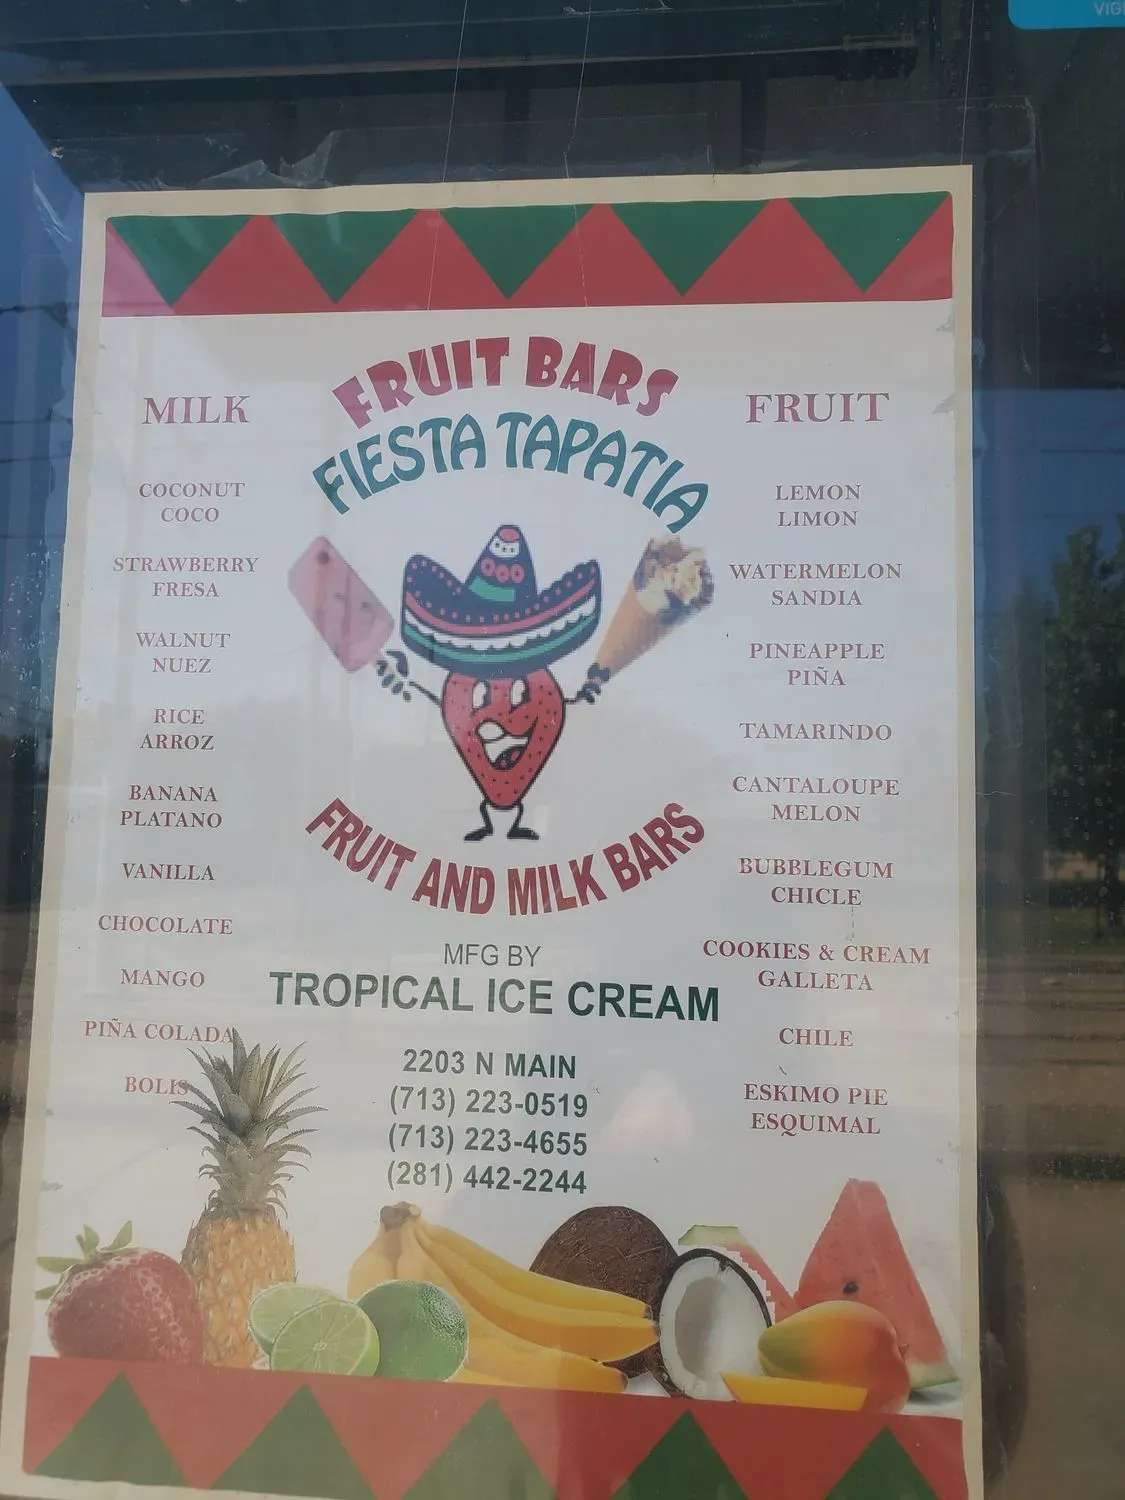 VIG
FRUIT BARS
FIESTA TAPATIA
MILK
COCONUT
COCO
STRAWBERRY
FRESA
WALNUT
NUEZ
RICE
ARROZ
BANANA
PLATANO
VANILLA
CHOCOLATE
MANGO
PIÑA COLADA
BOLIS
FRUIT
LEMON
LIMON
WATERMELON
SANDIA
PINEAPPLE
PIÑA
TAMARINDO
CANTALOUPE
MELON
BUBBLEGUM
CHICLE
COOKIES & CREAM
GALLETA
CHILE
ESKIMO PIE
ESQUIMAL
FRUIT AND MILK BARS
MFG BY
TROPICAL ICE CREAM
2203 N MAIN
(713) 223-0519
(713) 223-4655
(281) 442-2244